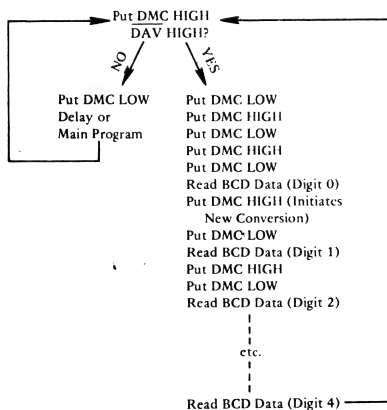 Put DMC HIGH
DAV HIGH?
NO
YES
Put DMC LOW
Delay or
Main Program
Put DMC LOW
Put DMC HIGH
Put DMC LOW
Put DMC HIGH
Put DMC LOW
Read BCD Data (Digit 0)
Put DMC HIGH (Initiates
New Conversion)
Put DMC LOW
Read BCD Data (Digit 1)
Put DMC HIGH
Put DMC LOW
Read BCD Data (Digit 2)
etc.
Read BCD Data (Digit 4)